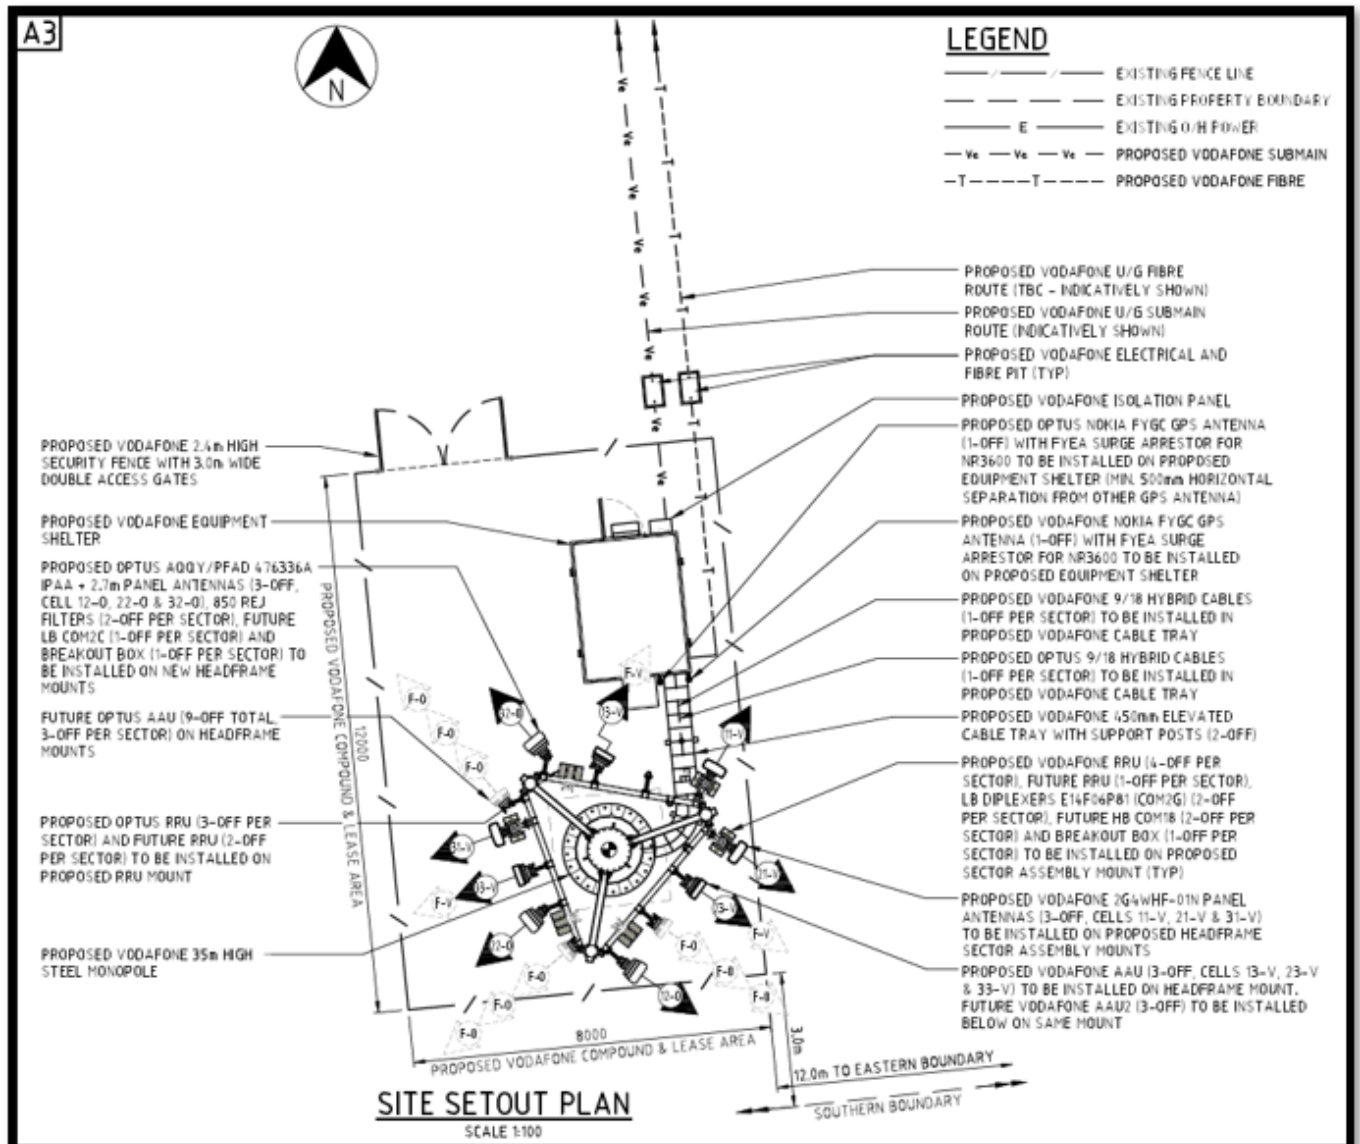 A3
N
LEGEND
EXISTING FENCE LINE
EXISTING PROPERTY BOUNDARY
E EXISTING O/H POWER
Ve Ve Ve PROPOSED VODAFONE SUBMAIN
T T PROPOSED VODAFONE FIBRE
PROPOSED VODAFONE U/G FIBRE
ROUTE (TBC - INDICATIVELY SHOWN)
PROPOSED VODAFONE U/G SUBMAIN
ROUTE (INDICATIVELY SHOWN)
PROPOSED VODAFONE ELECTRICAL AND
FIBRE PIT (TYP)
PROPOSED VODAFONE ISOLATION PANEL
PROPOSED OPTUS NOKIA FYGC GPS ANTENNA
(1-OFF) WITH FYEA SURGE ARRESTOR FOR
NR3600 TO BE INSTALLED ON PROPOSED
EQUIPMENT SHELTER (MIN. 500mm HORIZONTAL
SEPARATION FROM OTHER GPS ANTENNA)
PROPOSED VODAFONE NOKIA FYGC GPS
ANTENNA (1-OFF) WITH FYEA SURGE
ARRESTOR FOR NR3600 TO BE INSTALLED
ON PROPOSED EQUIPMENT SHELTER
PROPOSED VODAFONE 9/18 HYBRID CABLES
(1-OFF PER SECTOR) TO BE INSTALLED IN
PROPOSED VODAFONE CABLE TRAY
PROPOSED OPTUS 9/18 HYBRID CABLES
(1-OFF PER SECTOR) TO BE INSTALLED IN
PROPOSED VODAFONE CABLE TRAY
PROPOSED VODAFONE 450mm ELEVATED
CABLE TRAY WITH SUPPORT POSTS (2-OFF)
PROPOSED VODAFONE RRU (4-OFF PER
SECTOR), FUTURE RRU (1-OFF PER SECTOR),
LB DIPLEXERS E14F06P81 (COM2G) (2-OFF
PER SECTOR), FUTURE HB COM18 (2-OFF PER
SECTOR) AND BREAKOUT BOX (1-OFF PER
SECTOR) TO BE INSTALLED ON PROPOSED
SECTOR ASSEMBLY MOUNT (TYP)
PROPOSED VODAFONE 2G4WHF-01N PANEL
ANTENNAS (3-OFF, CELLS 11-V, 21-V & 31-V)
TO BE INSTALLED ON PROPOSED HEADFRAME
SECTOR ASSEMBLY MOUNTS
PROPOSED VODAFONE AAU (3-OFF, CELLS 13-V, 23-V
& 33-V) TO BE INSTALLED ON HEADFRAME MOUNT.
FUTURE VODAFONE AAU2 (3-OFF) TO BE INSTALLED
BELOW ON SAME MOUNT
PROPOSED VODAFONE 2.4m HIGH
SECURITY FENCE WITH 3.0m WIDE
DOUBLE ACCESS GATES
PROPOSED VODAFONE EQUIPMENT
SHELTER
PROPOSED OPTUS AQQY/PFAD 476336A
IPAA + 2.7m PANEL ANTENNAS (3-OFF,
CELL 12-O, 22-O & 32-O), 850 REJ
FILTERS (2-OFF PER SECTOR), FUTURE
LB COM2C (1-OFF PER SECTOR) AND
BREAKOUT BOX (1-OFF PER SECTOR) TO
BE INSTALLED ON NEW HEADFRAME
MOUNTS
FUTURE OPTUS AAU (9-OFF TOTAL,
3-OFF PER SECTOR) ON HEADFRAME
MOUNTS
PROPOSED OPTUS RRU (3-OFF PER
SECTOR) AND FUTURE RRU (2-OFF
PER SECTOR) TO BE INSTALLED ON
PROPOSED RRU MOUNT
PROPOSED VODAFONE 35m HIGH
STEEL MONOPOLE
Ve
Ve
Ve
Ve
Ve
Ve
Ve
T
T
T
T
T
T
T
12000
PROPOSED VODAFONE COMPOUND & LEASE AREA
F-V
F-O
F-O
F-O
32-O
13-V
11-V
31-V
33-V
F-V
22-O
F-O
F-O
F-O
12-O
21-V
23-V
F-V
F-O
F-O
F-O
8000
PROPOSED VODAFONE COMPOUND & LEASE AREA
3.0m
12.0m TO EASTERN BOUNDARY
SOUTHERN BOUNDARY
SITE SETOUT PLAN
SCALE 1:100